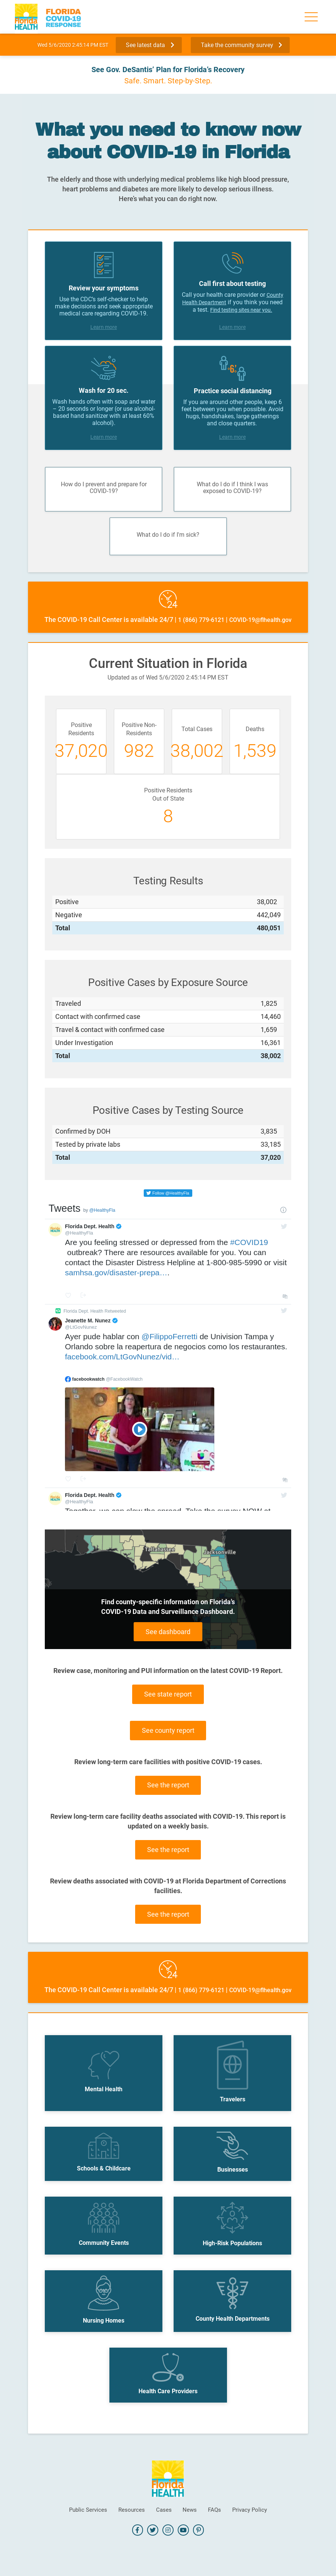 Florida
HEALTH
FLORIDA
COVID-19
RESPONSE
Wed 5/6/2020 2:45:14 PM EST
See latest data
Take the community survey
See Gov. DeSantis’ Plan for Florida’s Recovery
Safe. Smart. Step-by-Step.
What you need to know now
about COVID-19 in Florida
The elderly and those with underlying medical problems like high blood pressure,
heart problems and diabetes are more likely to develop serious illness.
Here’s what you can do right now.
Review your symptoms
Use the CDC’s self-checker to help
make decisions and seek appropriate
medical care regarding COVID-19.
Learn more
Call first about testing
Call your health care provider or County
Health Department if you think you need
a test. Find testing sites near you.
Learn more
Wash for 20 sec.
Wash hands often with soap and water
– 20 seconds or longer (or use alcohol-
based hand sanitizer with at least 60%
alcohol).
Learn more
6'
Practice social distancing
If you are around other people, keep 6
feet between you when possible. Avoid
hugs, handshakes, large gatherings
and close quarters.
Learn more
How do I prevent and prepare for
COVID-19?
What do I do if I think I was
exposed to COVID-19?
What do I do if I'm sick?
24
The COVID-19 Call Center is available 24/7 | 1 (866) 779-6121 | COVID-19@flhealth.gov
Current Situation in Florida
Updated as of Wed 5/6/2020 2:45:14 PM EST
Positive
Residents
37,020
Positive Non-
Residents
982
Total Cases
38,002
Deaths
1,539
Positive Residents
Out of State
8
Testing Results
Positive 38,002
Negative 442,049
Total 480,051
Positive Cases by Exposure Source
Traveled 1,825
Contact with confirmed case 14,460
Travel & contact with confirmed case 1,659
Under Investigation 16,361
Total 38,002
Positive Cases by Testing Source
Confirmed by DOH 3,835
Tested by private labs 33,185
Total 37,020
Follow @HealthyFla
Tweets by @HealthyFla
Florida Dept. Health
@HealthyFla
Are you feeling stressed or depressed from the #COVID19
outbreak? There are resources available for you. You can
contact the Disaster Distress Helpline at 1-800-985-5990 or visit
samhsa.gov/disaster-prepa….
Florida Dept. Health Retweeted
Jeanette M. Nunez
@LtGovNunez
Ayer pude hablar con @FilippoFerretti de Univision Tampa y
Orlando sobre la reapertura de negocios como los restaurantes.
facebook.com/LtGovNunez/vid…
facebookwatch @FacebookWatch
Florida Dept. Health
@HealthyFla
Together, we can slow the spread. Take the survey NOW at
Jacksonville
Find county-specific information on Florida’s
COVID-19 Data and Surveillance Dashboard.
See dashboard
Review case, monitoring and PUI information on the latest COVID-19 Report.
See state report
See county report
Review long-term care facilities with positive COVID-19 cases.
See the report
Review long-term care facility deaths associated with COVID-19. This report is
updated on a weekly basis.
See the report
Review deaths associated with COVID-19 at Florida Department of Corrections
facilities.
See the report
24
The COVID-19 Call Center is available 24/7 | 1 (866) 779-6121 | COVID-19@flhealth.gov
Mental Health
Travelers
Schools & Childcare
Businesses
Community Events
High-Risk Populations
Nursing Homes
County Health Departments
Health Care Providers
Florida
HEALTH
Public Services
Resources
Cases
News
FAQs
Privacy Policy